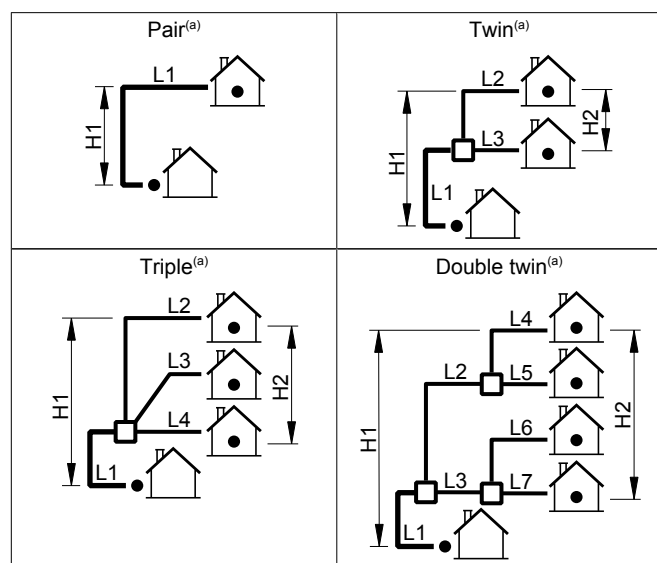 Pair(a)
L1
H1
Twin(a)
L2
L3
H1
H2
L1
Triple(a)
L2
L3
L4
H1
H2
L1
Double twin(a)
L4
L2
L5
L6
H1
H2
L3
L7
L1